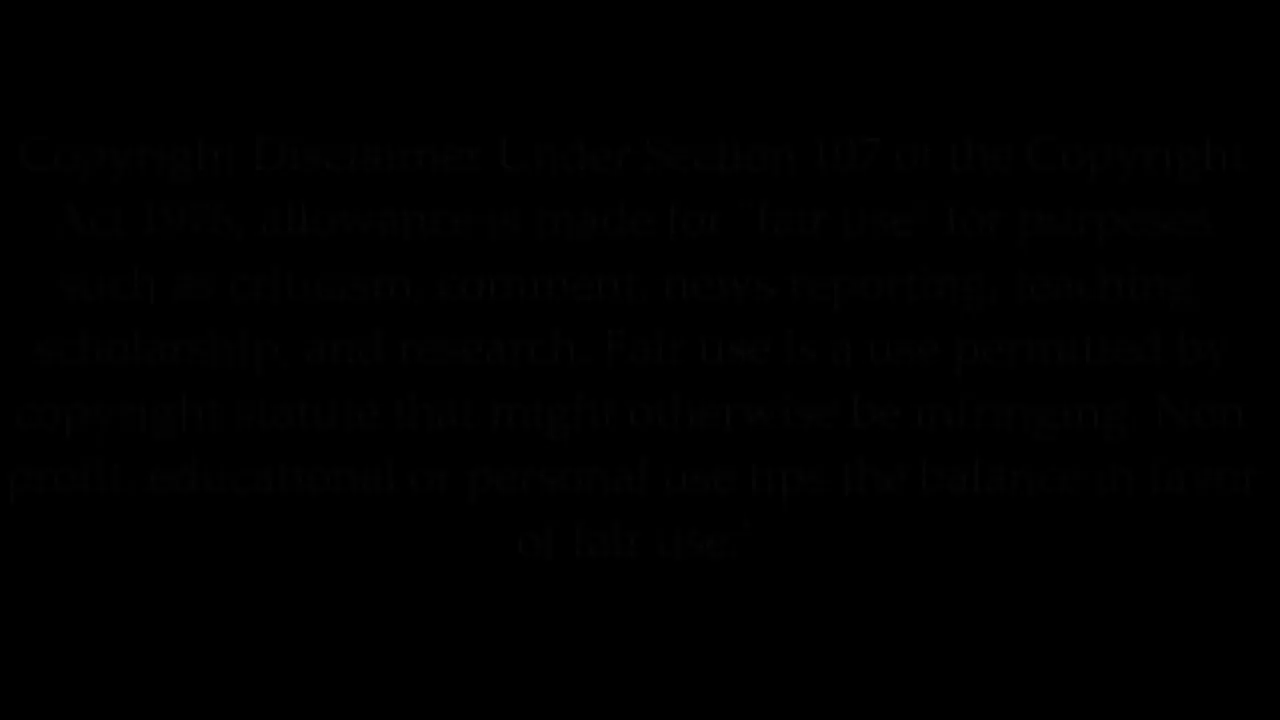 Copyright Disclaimer Under Section 107 of the Copyright
Act 1976, allowance is made for "fair use" for purposes
such as criticism, comment, news reporting, teaching,
scholarship, and research. Fair use is a use permitted by
copyright statute that might otherwise be infringing. Non
profit, educational or personal use tips the balance in favor
of fair use."